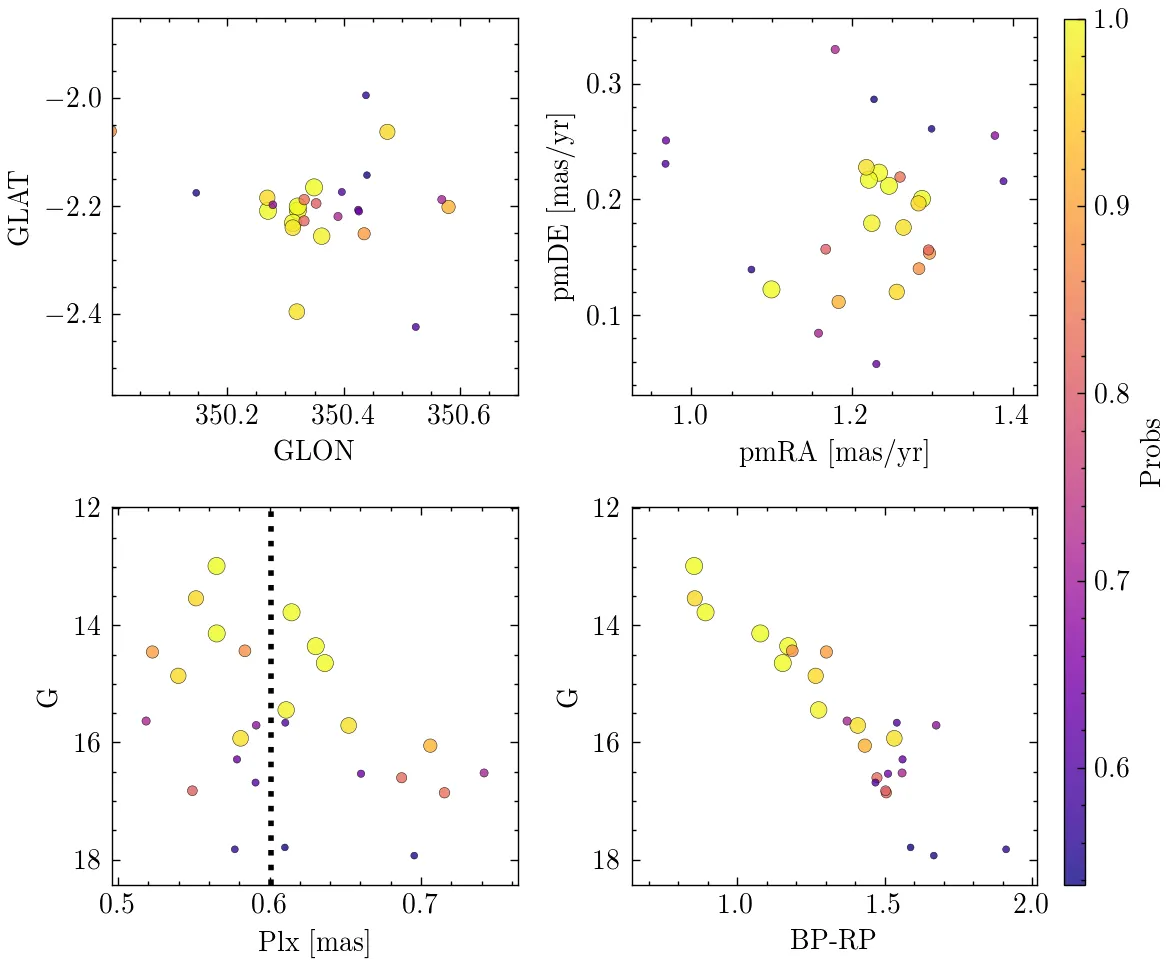 −2.0
−2.2
−2.4
GLAT
350.2 350.4 350.6
GLON
0.3
0.2
0.1
pmDE [mas/yr]
1.0 1.2 1.4
pmRA [mas/yr]
12
14
16
18
G
0.5 0.6 0.7
Plx [mas]
12
14
16
18
G
1.0 1.5 2.0
BP-RP
1.0
0.9
0.8
0.7
0.6
Probs